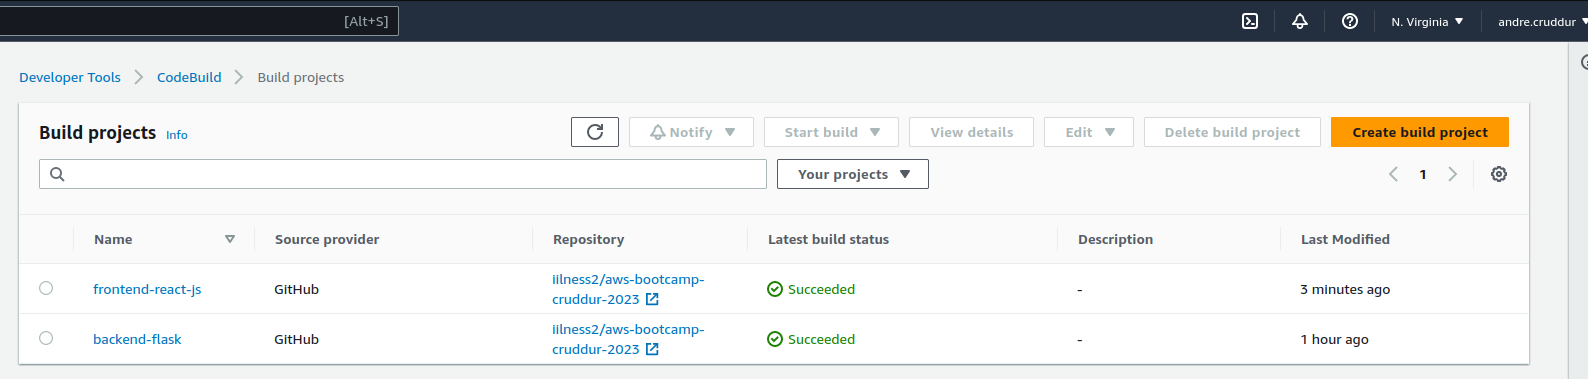 [Alt+S]
N. Virginia
andre.cruddur
Developer Tools
CodeBuild
Build projects
Build projects Info
Notify
Start build
View details
Edit
Delete build project
Create build project
Your projects
1
Name
Source provider
Repository
Latest build status
Description
Last Modified
frontend-react-js
GitHub
iilness2/aws-bootcamp-
cruddur-2023
Succeeded
-
3 minutes ago
backend-flask
GitHub
iilness2/aws-bootcamp-
cruddur-2023
Succeeded
-
1 hour ago